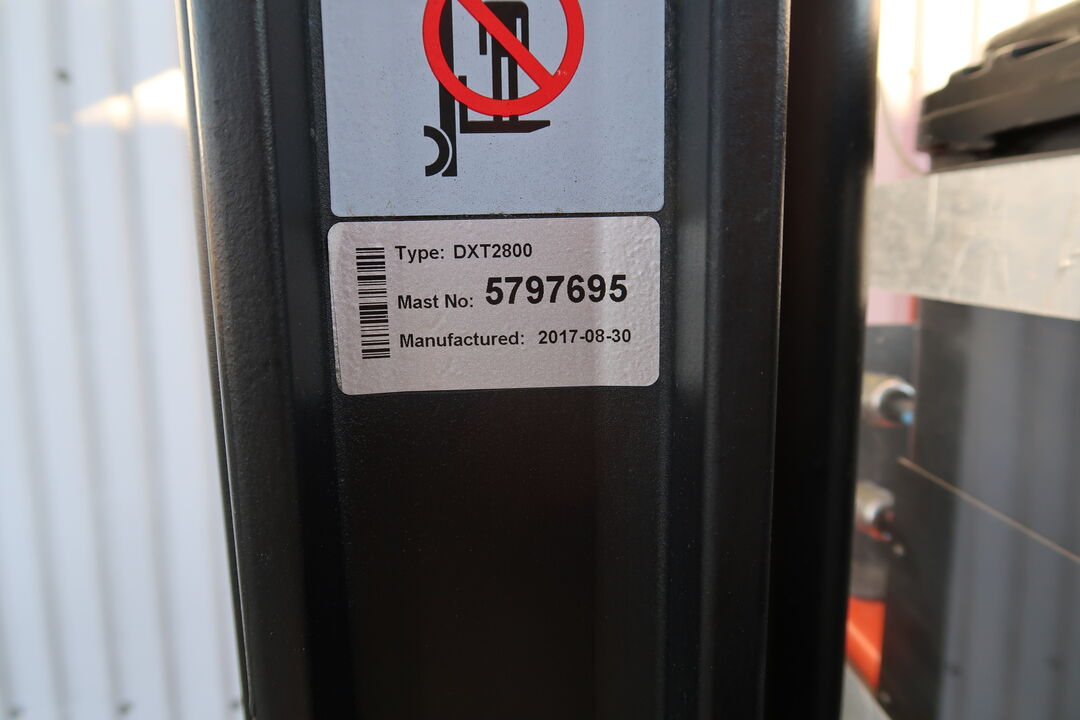 Type: DXT2800
Mast No: 5797695
Manufactured: 2017-08-30